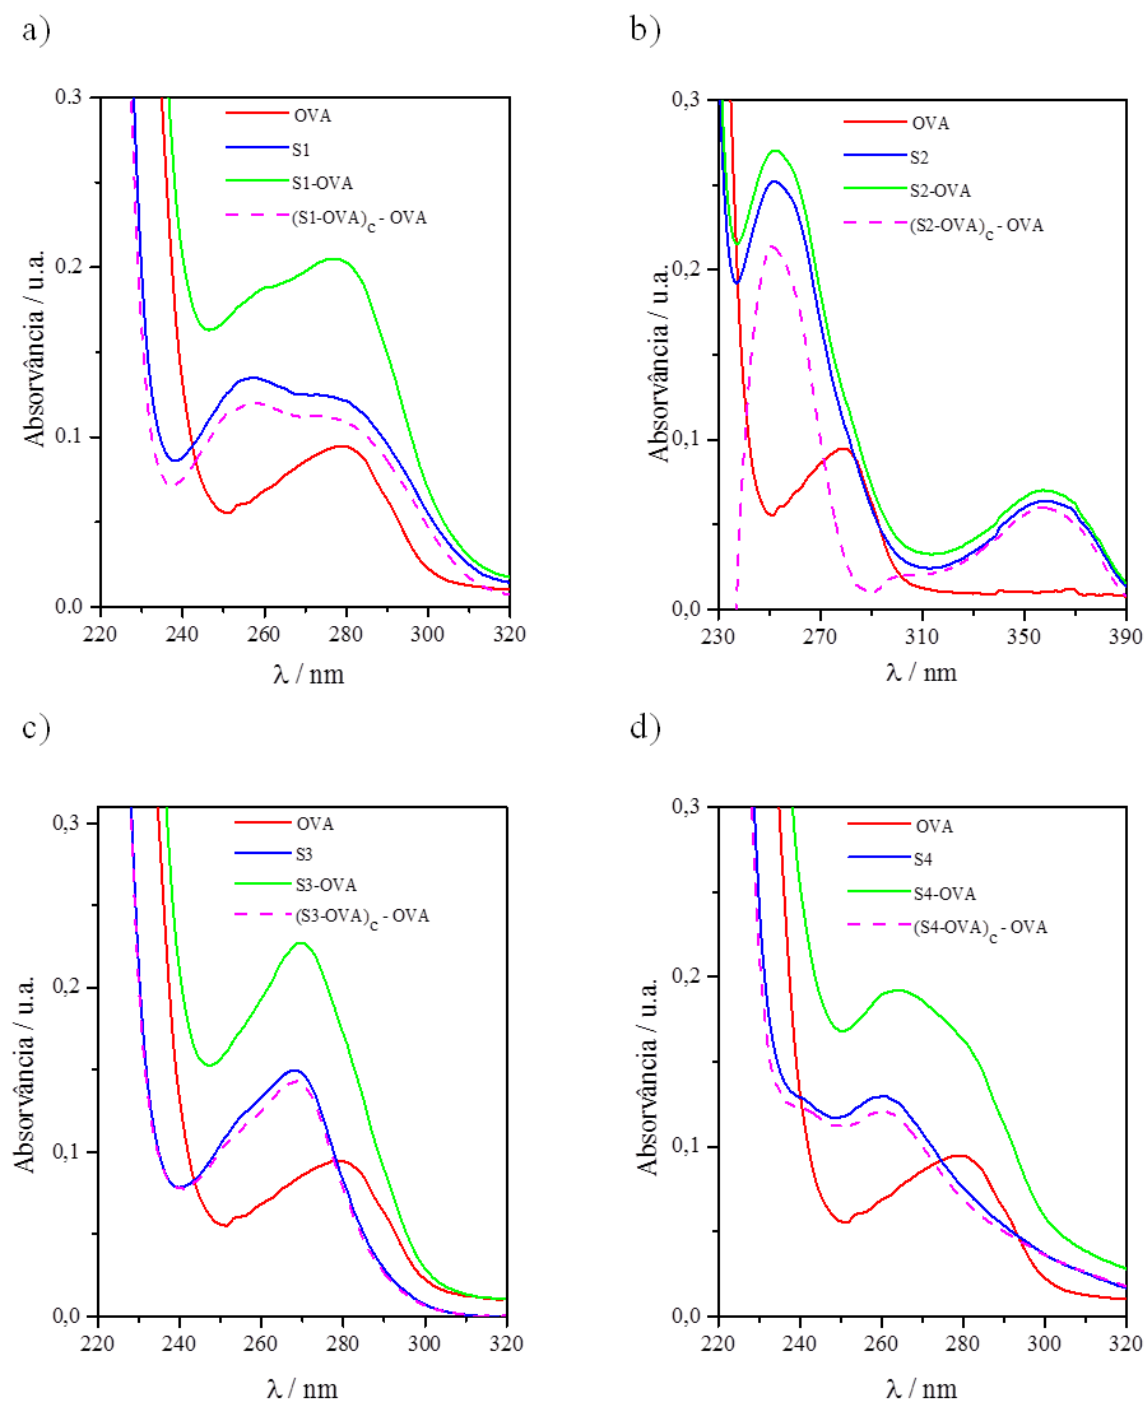 a)
0.3
0.2
0.1
0.0
Absorvância / u.a.
OVA
S1
S1-OVA
(S1-OVA)c - OVA
220 240 260 280 300 320
λ / nm
b)
0,3
0,2
0,1
0,0
Absorvância / u.a.
OVA
S2
S2-OVA
(S2-OVA)c - OVA
230 270 310 350 390
λ / nm
c)
0,3
0,2
0,1
0,0
Absorvância / u.a.
OVA
S3
S3-OVA
(S3-OVA)c - OVA
220 240 260 280 300 320
λ / nm
d)
0,3
0,2
0,1
0,0
Absorvância / u.a.
OVA
S4
S4-OVA
(S4-OVA)c - OVA
220 240 260 280 300 320
λ / nm